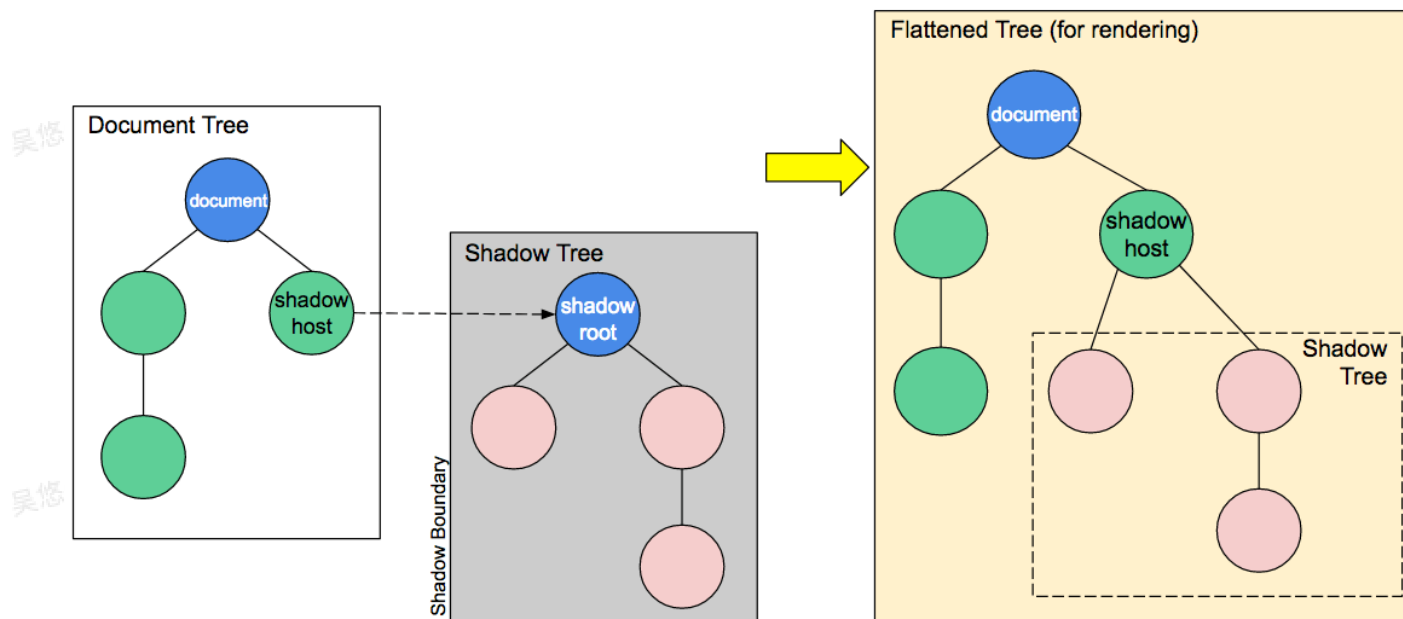 Document Tree
document
shadow
host
Shadow Tree
shadow
root
Shadow Boundary
Flattened Tree (for rendering)
document
shadow
host
Shadow
Tree
吴悠
吴悠